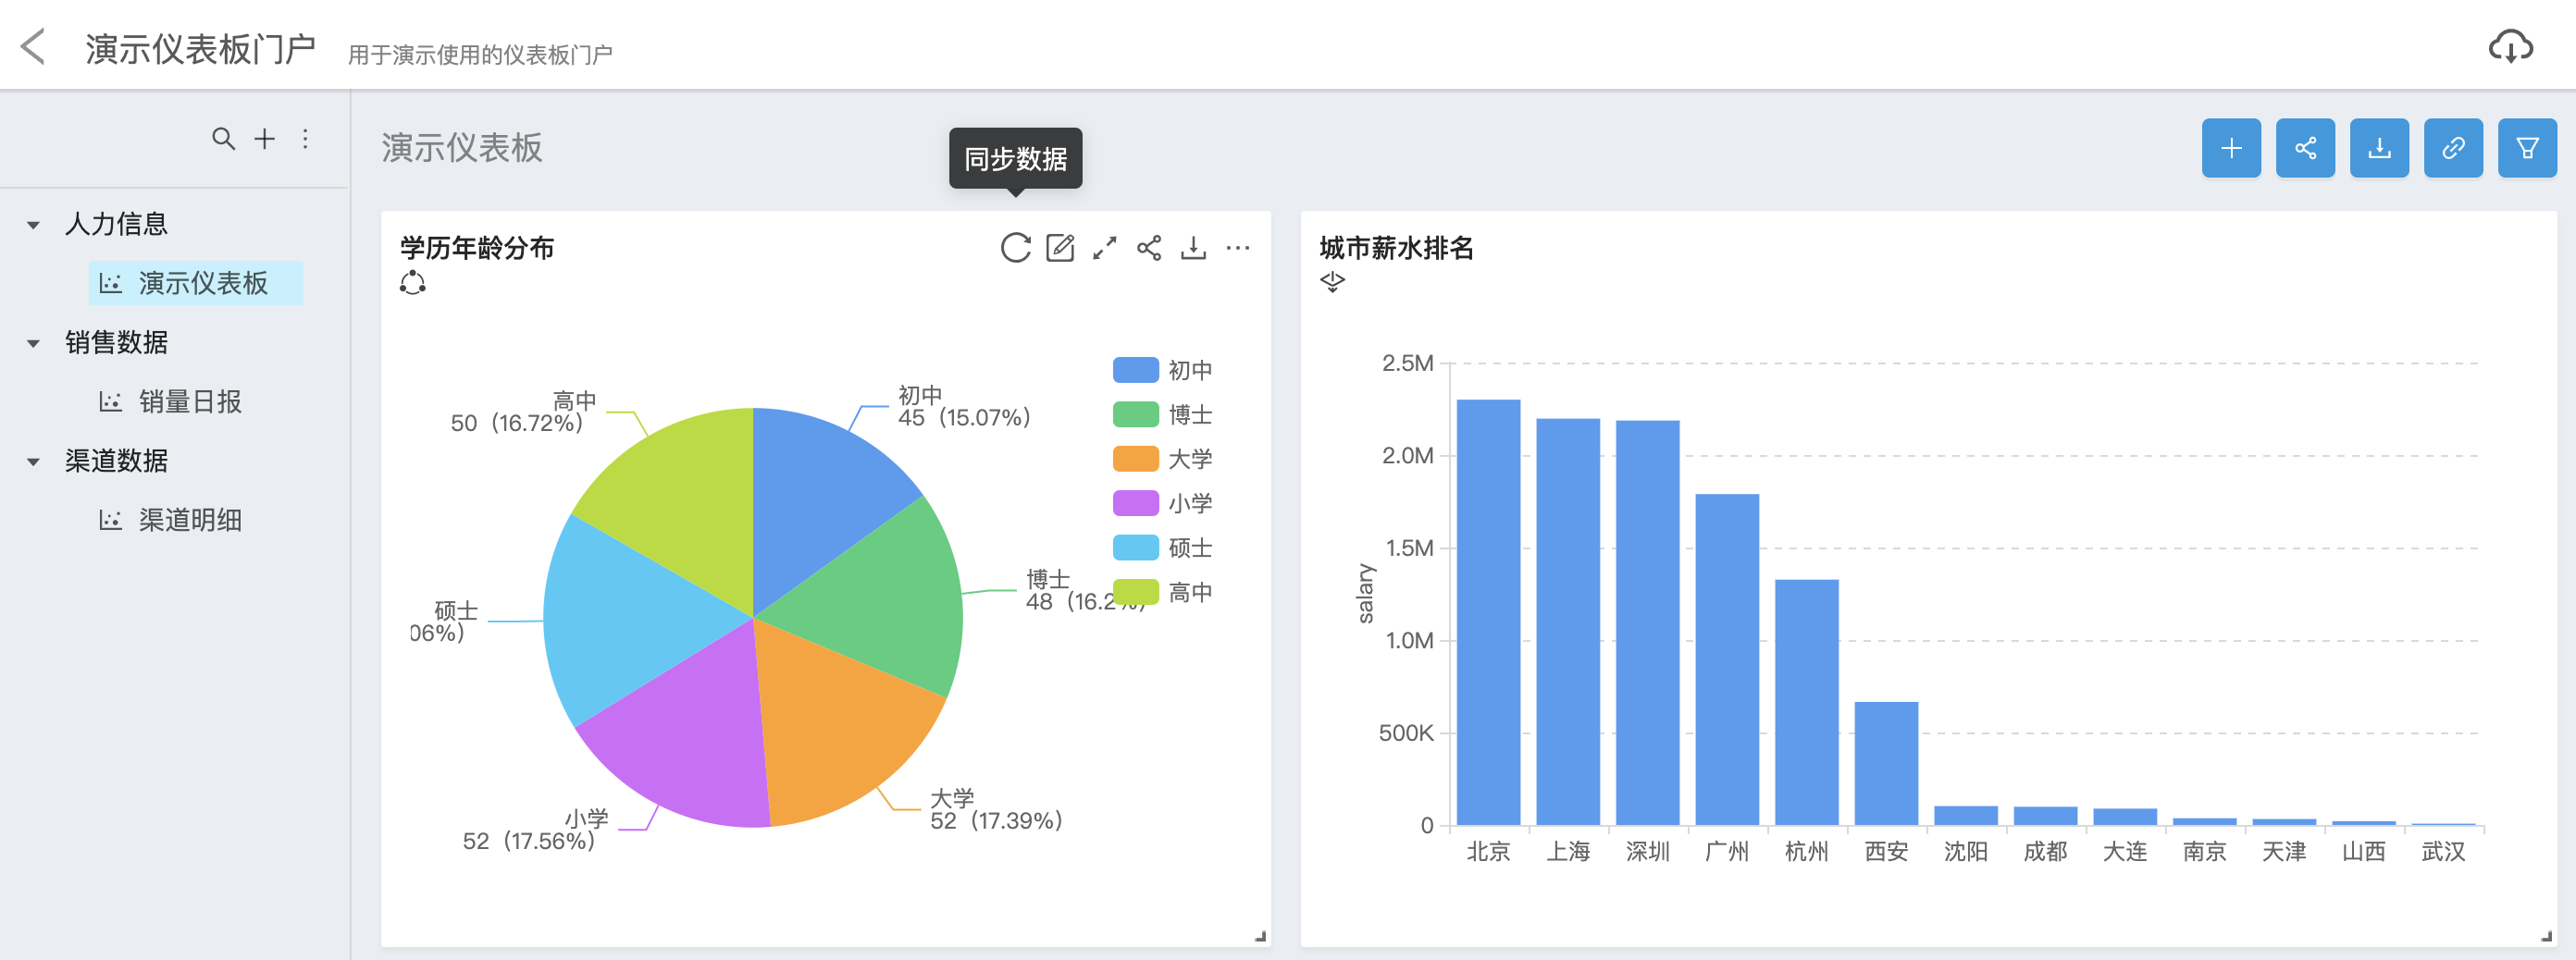 演示仪表板门户 用于演示使用的仪表板门户
人力信息
演示仪表板
销售数据
销量日报
渠道数据
渠道明细
演示仪表板
同步数据
学历年龄分布
高中
50 (16.72%)
初中
45 (15.07%)
博士
48 (16.2%)
大学
52 (17.39%)
小学
52 (17.56%)
硕士
06%)
初中
博士
大学
小学
硕士
高中
城市薪水排名
salary
2.5M
2.0M
1.5M
1.0M
500K
0
北京 上海 深圳 广州 杭州 西安 沈阳 成都 大连 南京 天津 山西 武汉